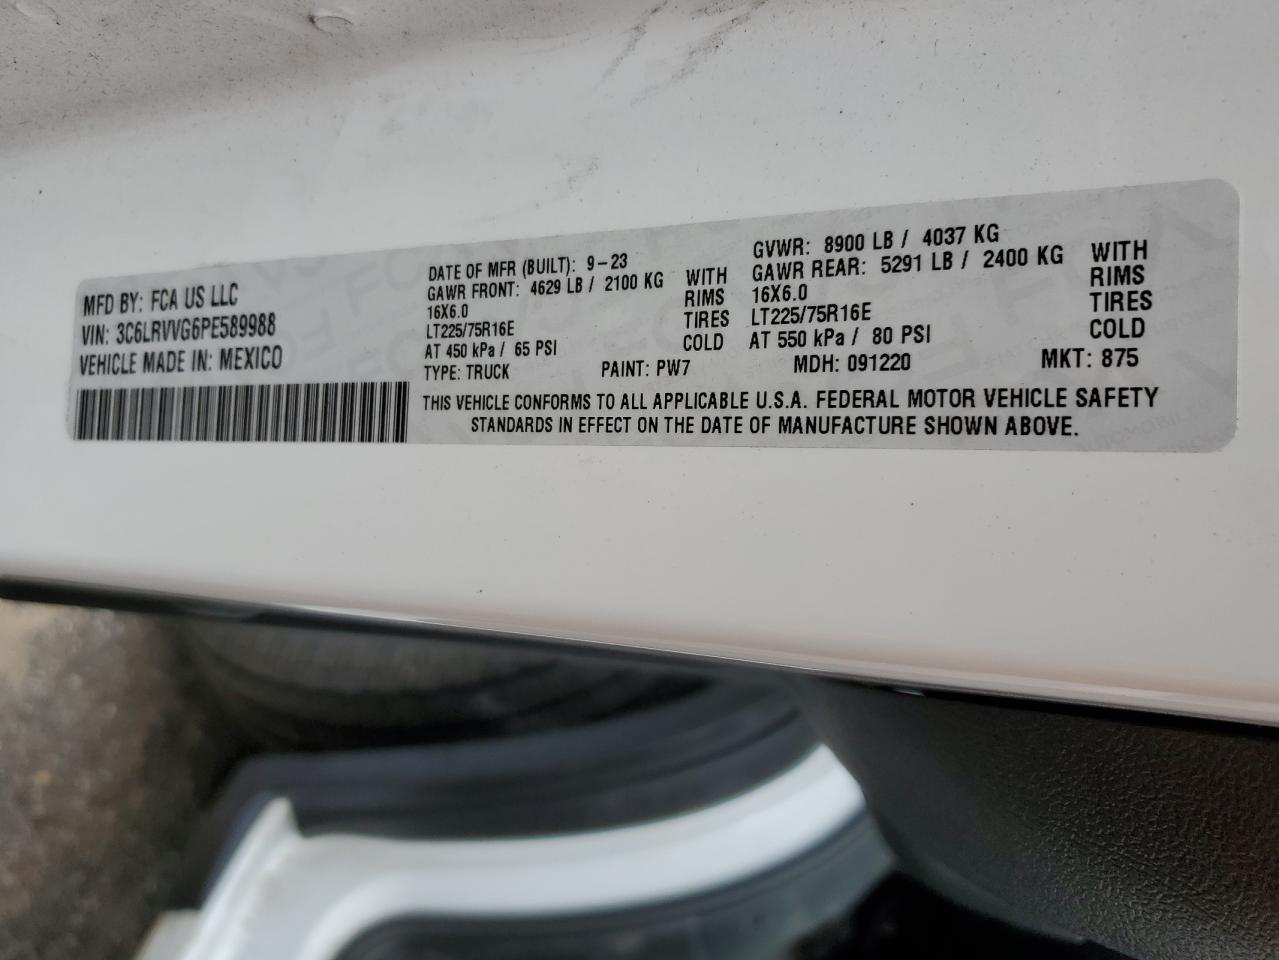 MFD BY: FCA US LLC
VIN: 3C6LRVVG6PE589988
VEHICLE MADE IN: MEXICO
DATE OF MFR (BUILT): 9-23
GAWR FRONT: 4629 LB / 2100 KG WITH
16X6.0 RIMS
LT225/75R16E TIRES
AT 450 kPa / 65 PSI COLD
GVWR: 8900 LB / 4037 KG
GAWR REAR: 5291 LB / 2400 KG WITH
16X6.0 RIMS
LT225/75R16E TIRES
AT 550 kPa / 80 PSI COLD
TYPE: TRUCK PAINT: PW7 MDH: 091220 MKT: 875
THIS VEHICLE CONFORMS TO ALL APPLICABLE U.S.A. FEDERAL MOTOR VEHICLE SAFETY
STANDARDS IN EFFECT ON THE DATE OF MANUFACTURE SHOWN ABOVE.